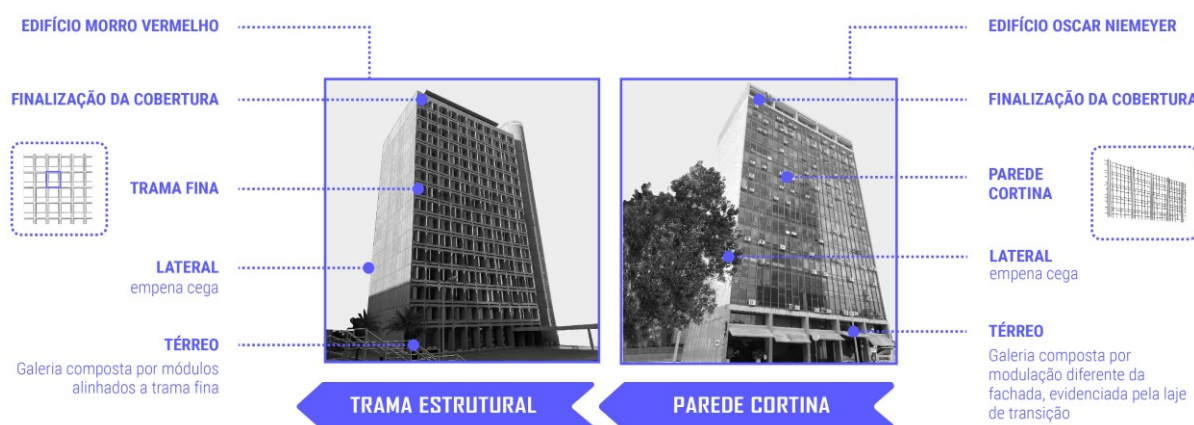 EDIFÍCIO MORRO VERMELHO
FINALIZAÇÃO DA COBERTURA
TRAMA FINA
LATERAL
empena cega
TÉRREO
Galeria composta por módulos
alinhados a trama fina
TRAMA ESTRUTURAL
EDIFÍCIO OSCAR NIEMEYER
FINALIZAÇÃO DA COBERTURA
PAREDE
CORTINA
LATERAL
empena cega
TÉRREO
Galeria composta por
modulação diferente da
fachada, evidenciada pela laje
de transição
PAREDE CORTINA